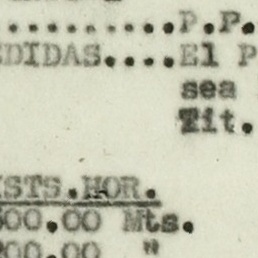 ..........P.P.
DIDAS....El P
sea
Tit.
STS.HOR.
00.00 Mts.
00.00 "